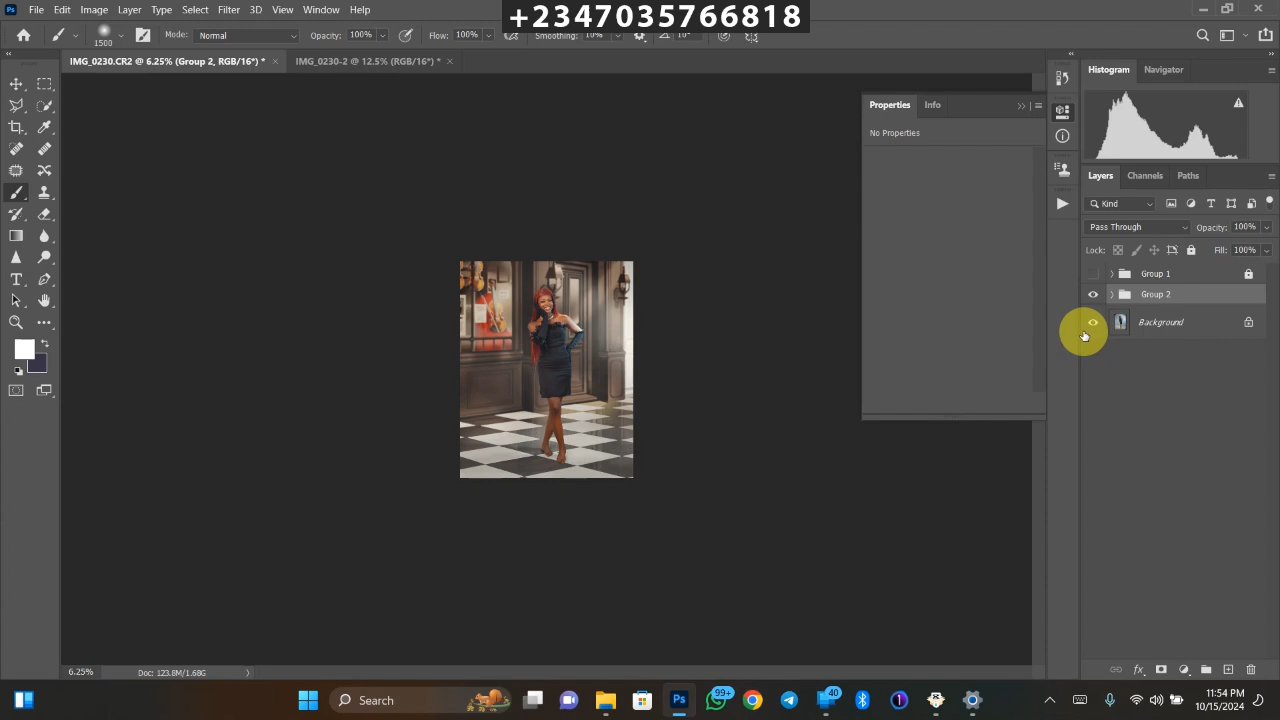 +2347035766818
Ps File Edit Image Layer Type Select Filter 3D View Window Help
1500 Mode: Normal Opacity: 100% Flow: 100% Smoothing: 10%
IMG_0230.CR2 @ 6.25% (Group 2, RGB/16*) * × IMG_0230-2 @ 12.5% (RGB/16*) * ×
Histogram Navigator
Properties Info
No Properties
Layers Channels Paths
Kind
Pass Through Opacity: 100%
Lock: Fill: 100%
Group 1
Group 2
Background
6.25% Doc: 123.8M/1.68G
Search
Ps 99+ 40
11:54 PM
10/15/2024